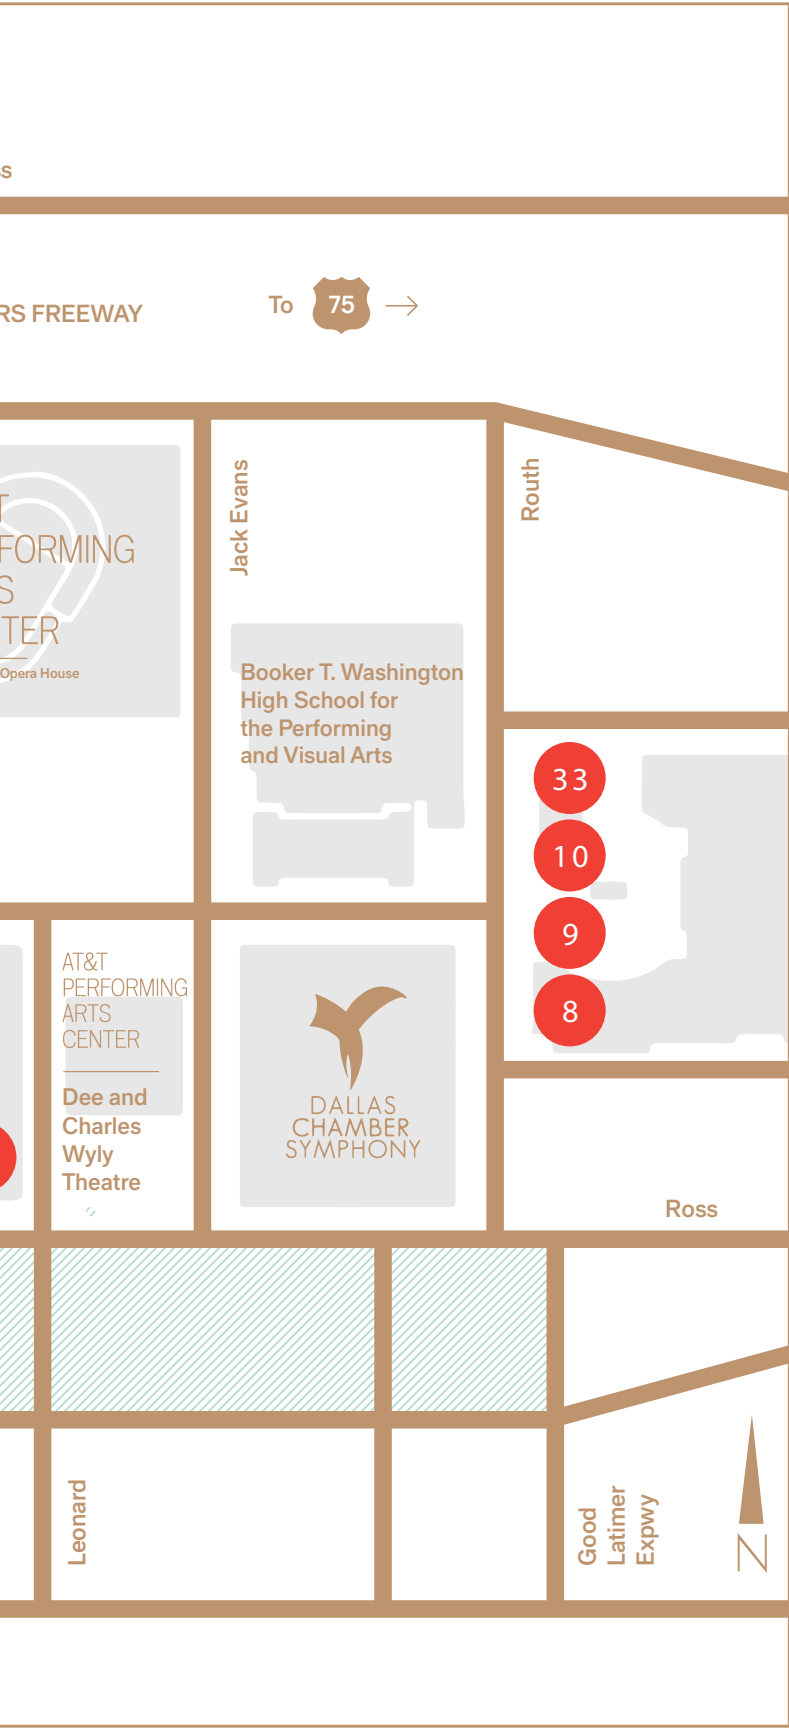 RS FREEWAY
To 75
Jack Evans
Routh
FORMING
S
TER
Opera House
Booker T. Washington
High School for
the Performing
and Visual Arts
33
10
9
8
AT&T
PERFORMING
ARTS
CENTER
Dee and
Charles
Wyly
Theatre
DALLAS
CHAMBER
SYMPHONY
Ross
Leonard
Good
Latimer
Expwy
N